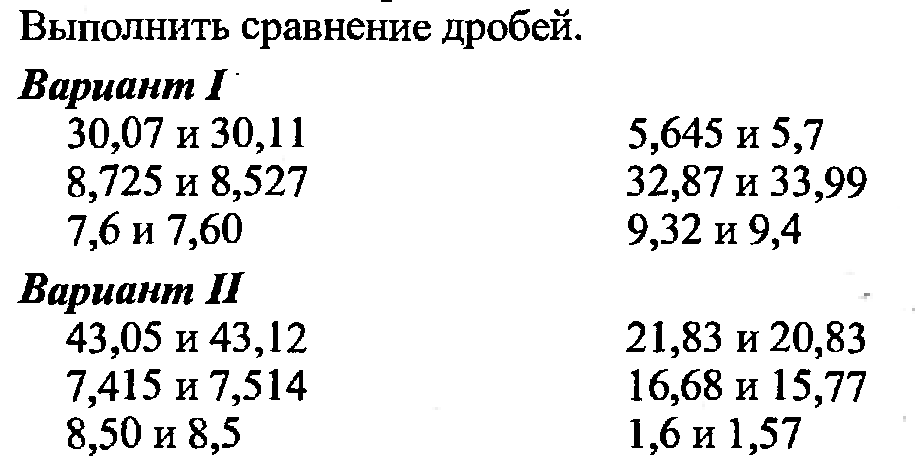 Выполнить сравнение дробей.
Вариант I
30,07 и 30,11 5,645 и 5,7
8,725 и 8,527 32,87 и 33,99
7,6 и 7,60 9,32 и 9,4
Вариант II
43,05 и 43,12 21,83 и 20,83
7,415 и 7,514 16,68 и 15,77
8,50 и 8,5 1,6 и 1,57